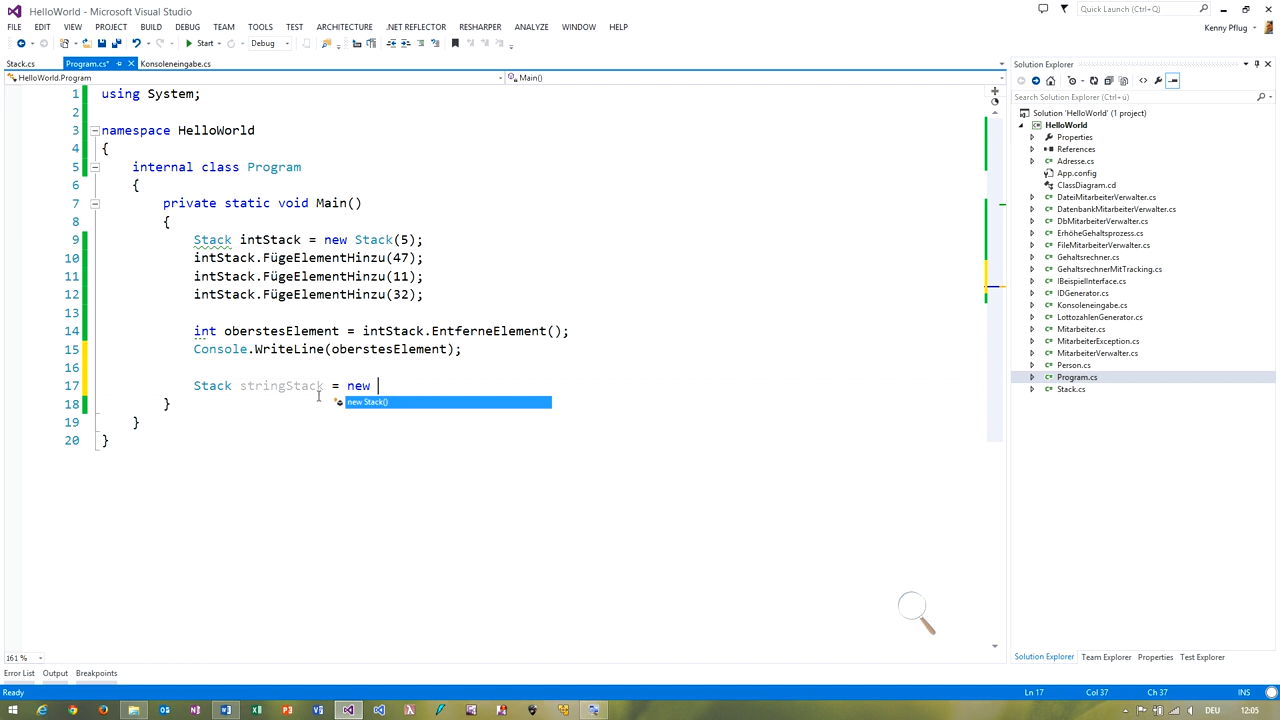 HelloWorld - Microsoft Visual Studio
Quick Launch (Ctrl+Q)
FILE EDIT VIEW PROJECT BUILD DEBUG TEAM TOOLS TEST ARCHITECTURE .NET REFLECTOR RESHARPER ANALYZE WINDOW HELP
Kenny Pflug
Start Debug
Stack.cs Program.cs* Konsoleneingabe.cs
HelloWorld.Program Main()
1 using System;
2
3 namespace HelloWorld
4 {
5 internal class Program
6 {
7 private static void Main()
8 {
9 Stack intStack = new Stack(5);
10 intStack.FügeElementHinzu(47);
11 intStack.FügeElementHinzu(11);
12 intStack.FügeElementHinzu(32);
13
14 int oberstesElement = intStack.EntferneElement();
15 Console.WriteLine(oberstesElement);
16
17 Stack stringStack = new
new Stack()
18 }
19 }
20 }
161 %
Solution Explorer
Search Solution Explorer (Ctrl+ü)
Solution 'HelloWorld' (1 project)
HelloWorld
Properties
References
Adresse.cs
App.config
ClassDiagram.cd
DateiMitarbeiterVerwalter.cs
DatenbankMitarbeiterVerwalter.cs
DbMitarbeiterVerwalter.cs
ErhöheGehaltsprozess.cs
FileMitarbeiterVerwalter.cs
Gehaltsrechner.cs
GehaltsrechnerMitTracking.cs
IBeispielInterface.cs
IDGenerator.cs
Konsoleneingabe.cs
LottozahlenGenerator.cs
Mitarbeiter.cs
MitarbeiterException.cs
MitarbeiterVerwalter.cs
Person.cs
Program.cs
Stack.cs
Solution Explorer Team Explorer Properties Test Explorer
Error List Output Breakpoints
Ready Ln 17 Col 37 Ch 37 INS
DEU 12:05